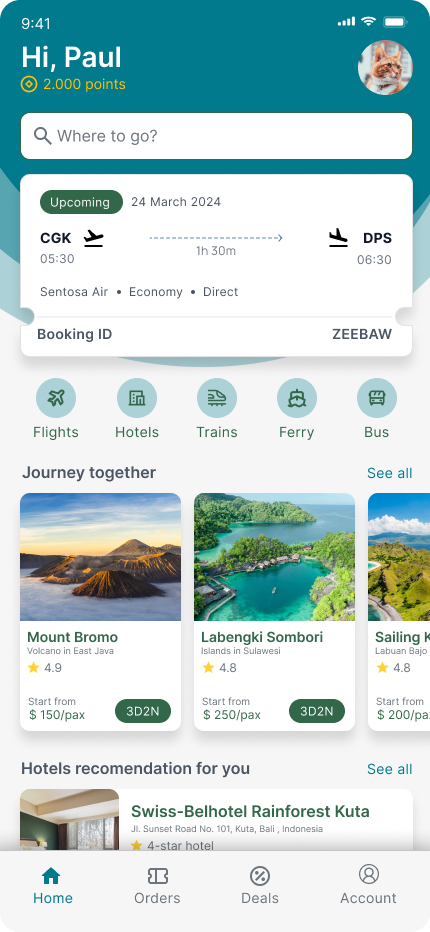 9:41
Hi, Paul
2.000 points
Where to go?
Upcoming 24 March 2024
CGK DPS
05:30 1h 30m 06:30
Sentosa Air • Economy • Direct
Booking ID ZEEBAW
Flights Hotels Trains Ferry Bus
Journey together See all
Mount Bromo
Volcano in East Java
4.9
Start from
$ 150/pax
3D2N
Labengki Sombori
Islands in Sulawesi
4.8
Start from
$ 250/pax
3D2N
Sailing K
Labuan Bajo
4.8
Start from
$ 200/pa
Hotels recomendation for you See all
Swiss-Belhotel Rainforest Kuta
Jl. Sunset Road No. 101, Kuta, Bali , Indonesia
4-star hotel
Home Orders Deals Account